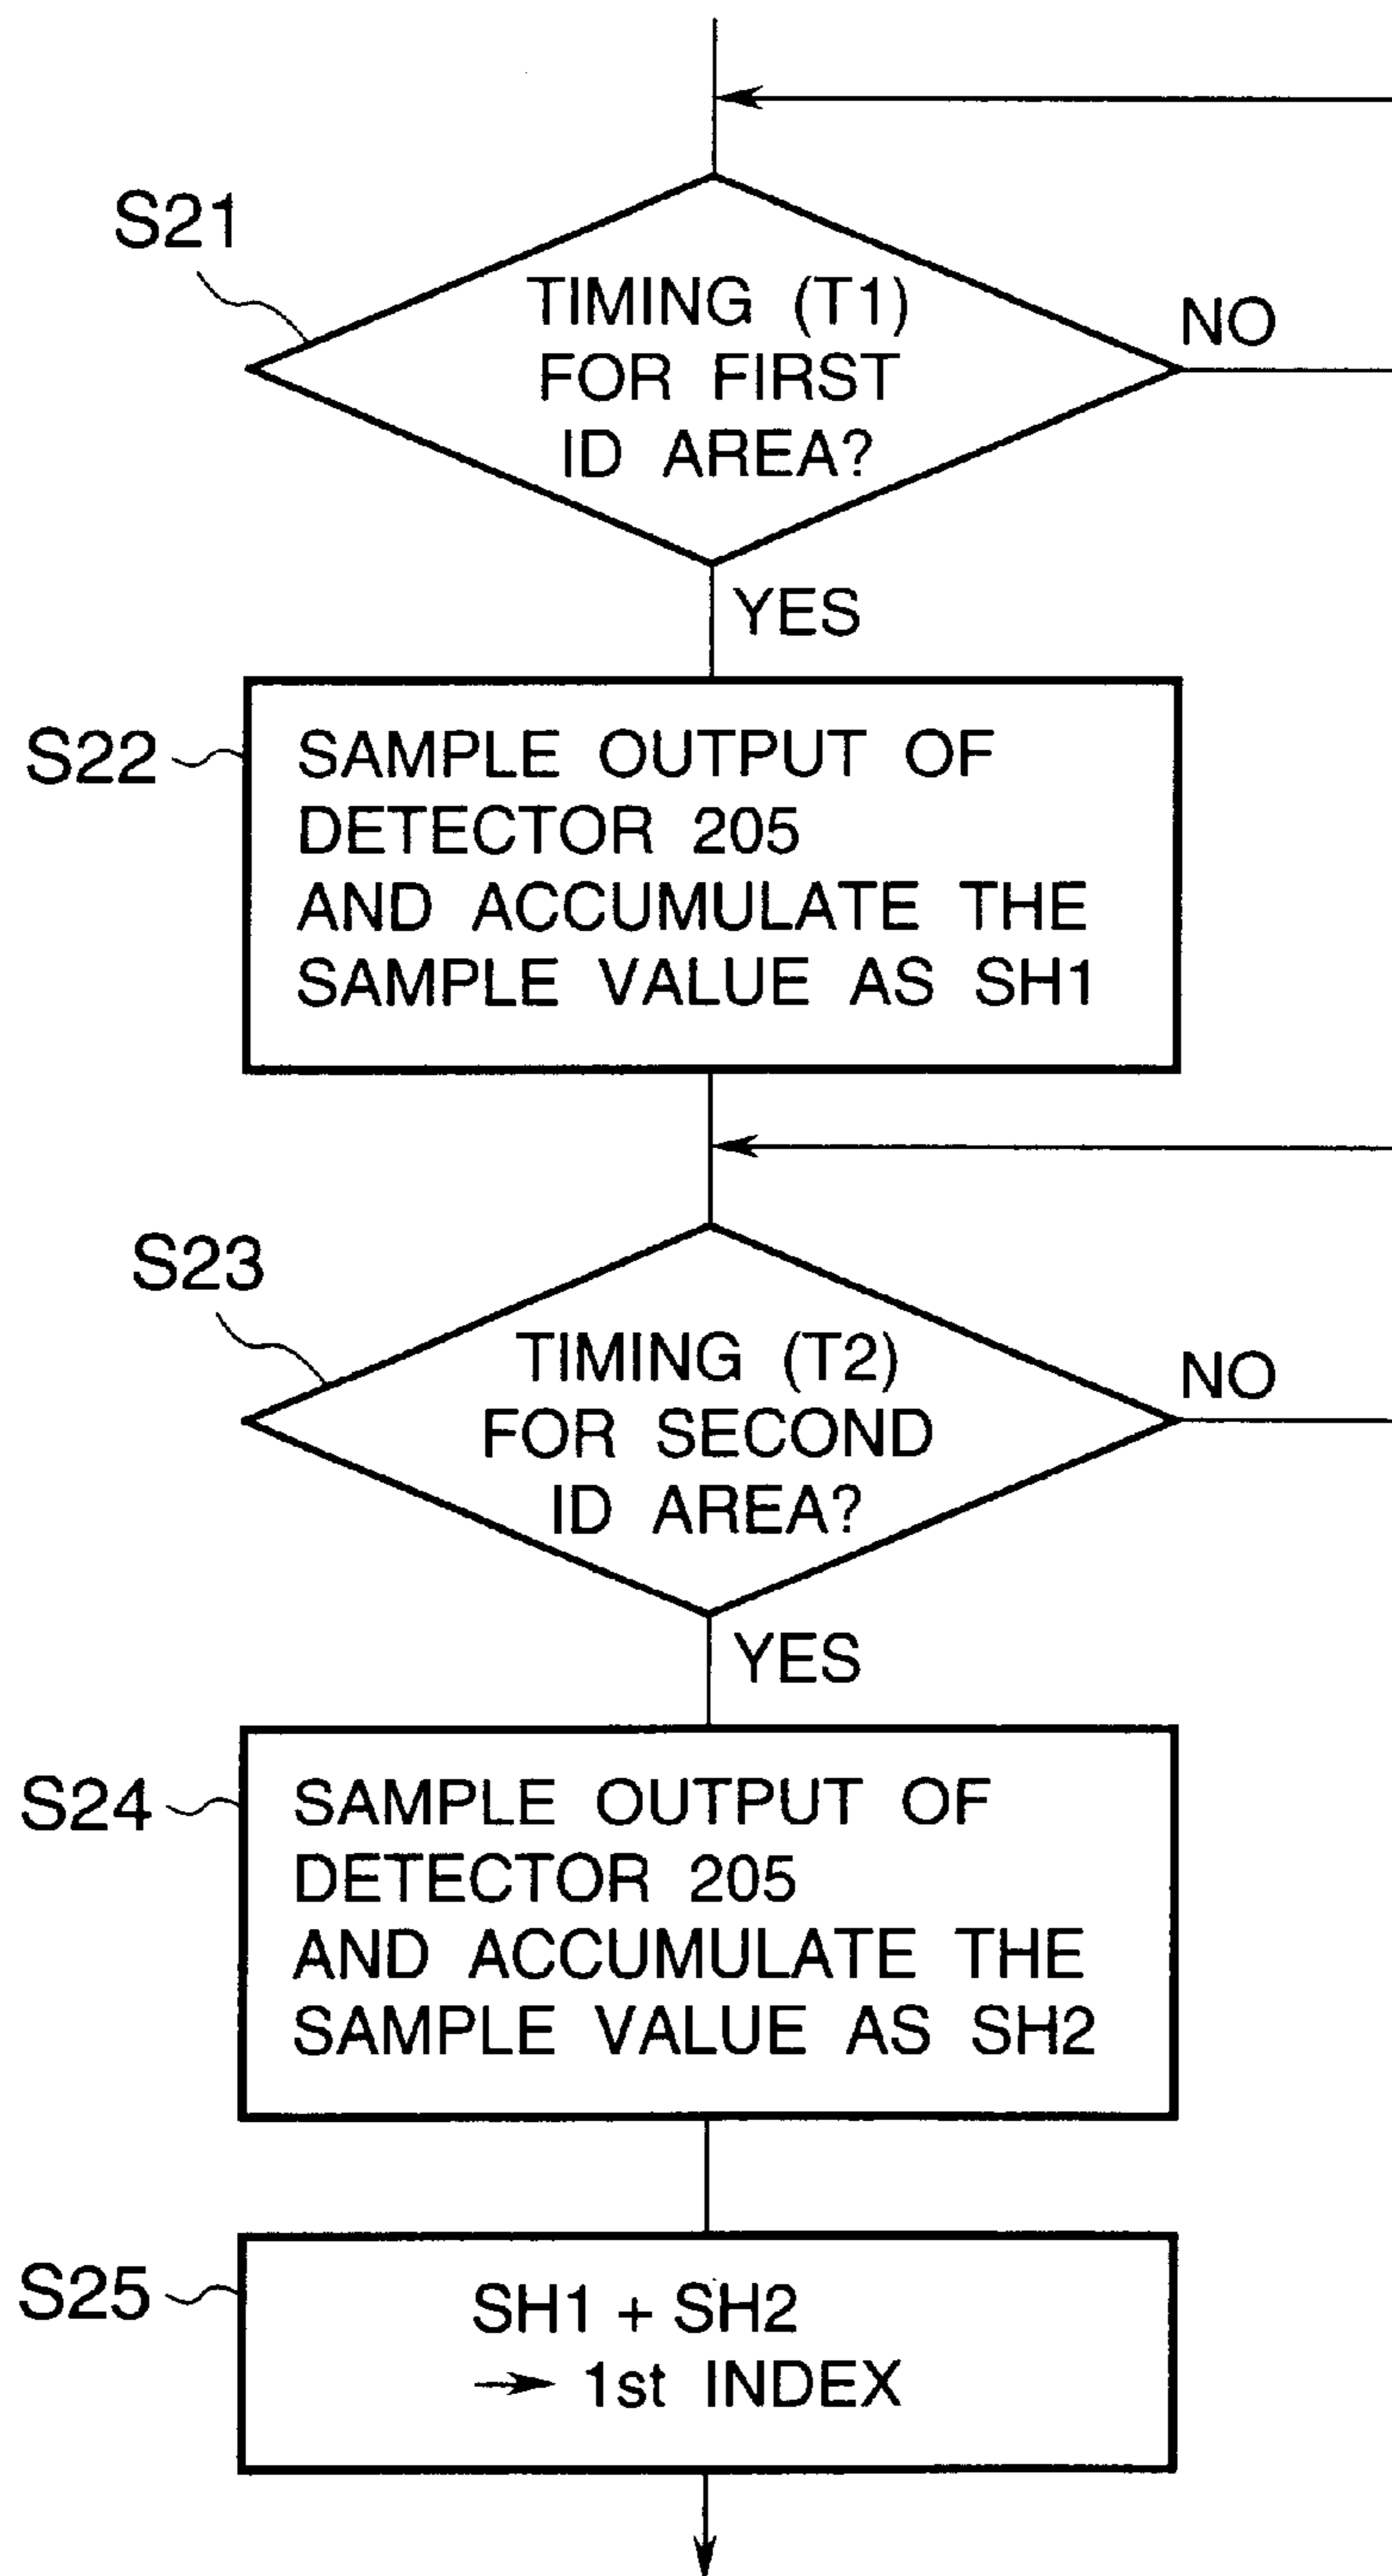 S21
TIMING (T1)
FOR FIRST
ID AREA?
NO
YES
S22
SAMPLE OUTPUT OF
DETECTOR 205
AND ACCUMULATE THE
SAMPLE VALUE AS SH1
S23
TIMING (T2)
FOR SECOND
ID AREA?
NO
YES
S24
SAMPLE OUTPUT OF
DETECTOR 205
AND ACCUMULATE THE
SAMPLE VALUE AS SH2
S25
SH1 + SH2
→ 1st INDEX